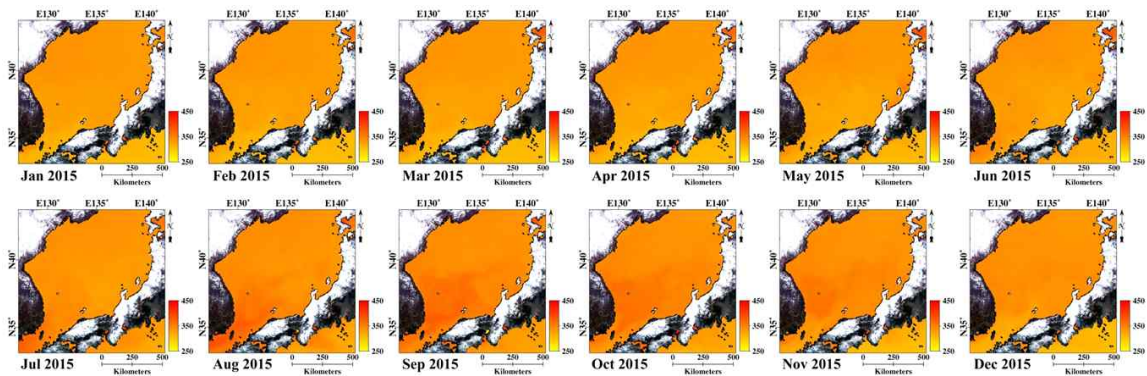 E130° E135° E140°
N
N40°
N35°
450
350
250
Jan 2015
0 250 500
Kilometers
E130° E135° E140°
N
N40°
N35°
450
350
250
Feb 2015
0 250 500
Kilometers
E130° E135° E140°
N
N40°
N35°
450
350
250
Mar 2015
0 250 500
Kilometers
E130° E135° E140°
N
N40°
N35°
450
350
250
Apr 2015
0 250 500
Kilometers
E130° E135° E140°
N
N40°
N35°
450
350
250
May 2015
0 250 500
Kilometers
E130° E135° E140°
N
N40°
N35°
450
350
250
Jun 2015
0 250 500
Kilometers
E130° E135° E140°
N
N40°
N35°
450
350
250
Jul 2015
0 250 500
Kilometers
E130° E135° E140°
N
N40°
N35°
450
350
250
Aug 2015
0 250 500
Kilometers
E130° E135° E140°
N
N40°
N35°
450
350
250
Sep 2015
0 250 500
Kilometers
E130° E135° E140°
N
N40°
N35°
450
350
250
Oct 2015
0 250 500
Kilometers
E130° E135° E140°
N
N40°
N35°
450
350
250
Nov 2015
0 250 500
Kilometers
E130° E135° E140°
N
N40°
N35°
450
350
250
Dec 2015
0 250 500
Kilometers